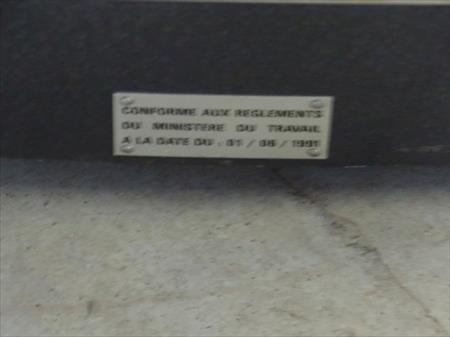 CONFORME AUX REGLEMENTS
DU MINISTERE DU TRAVAIL
A LA DATE DU : 01 / 06 / 1991